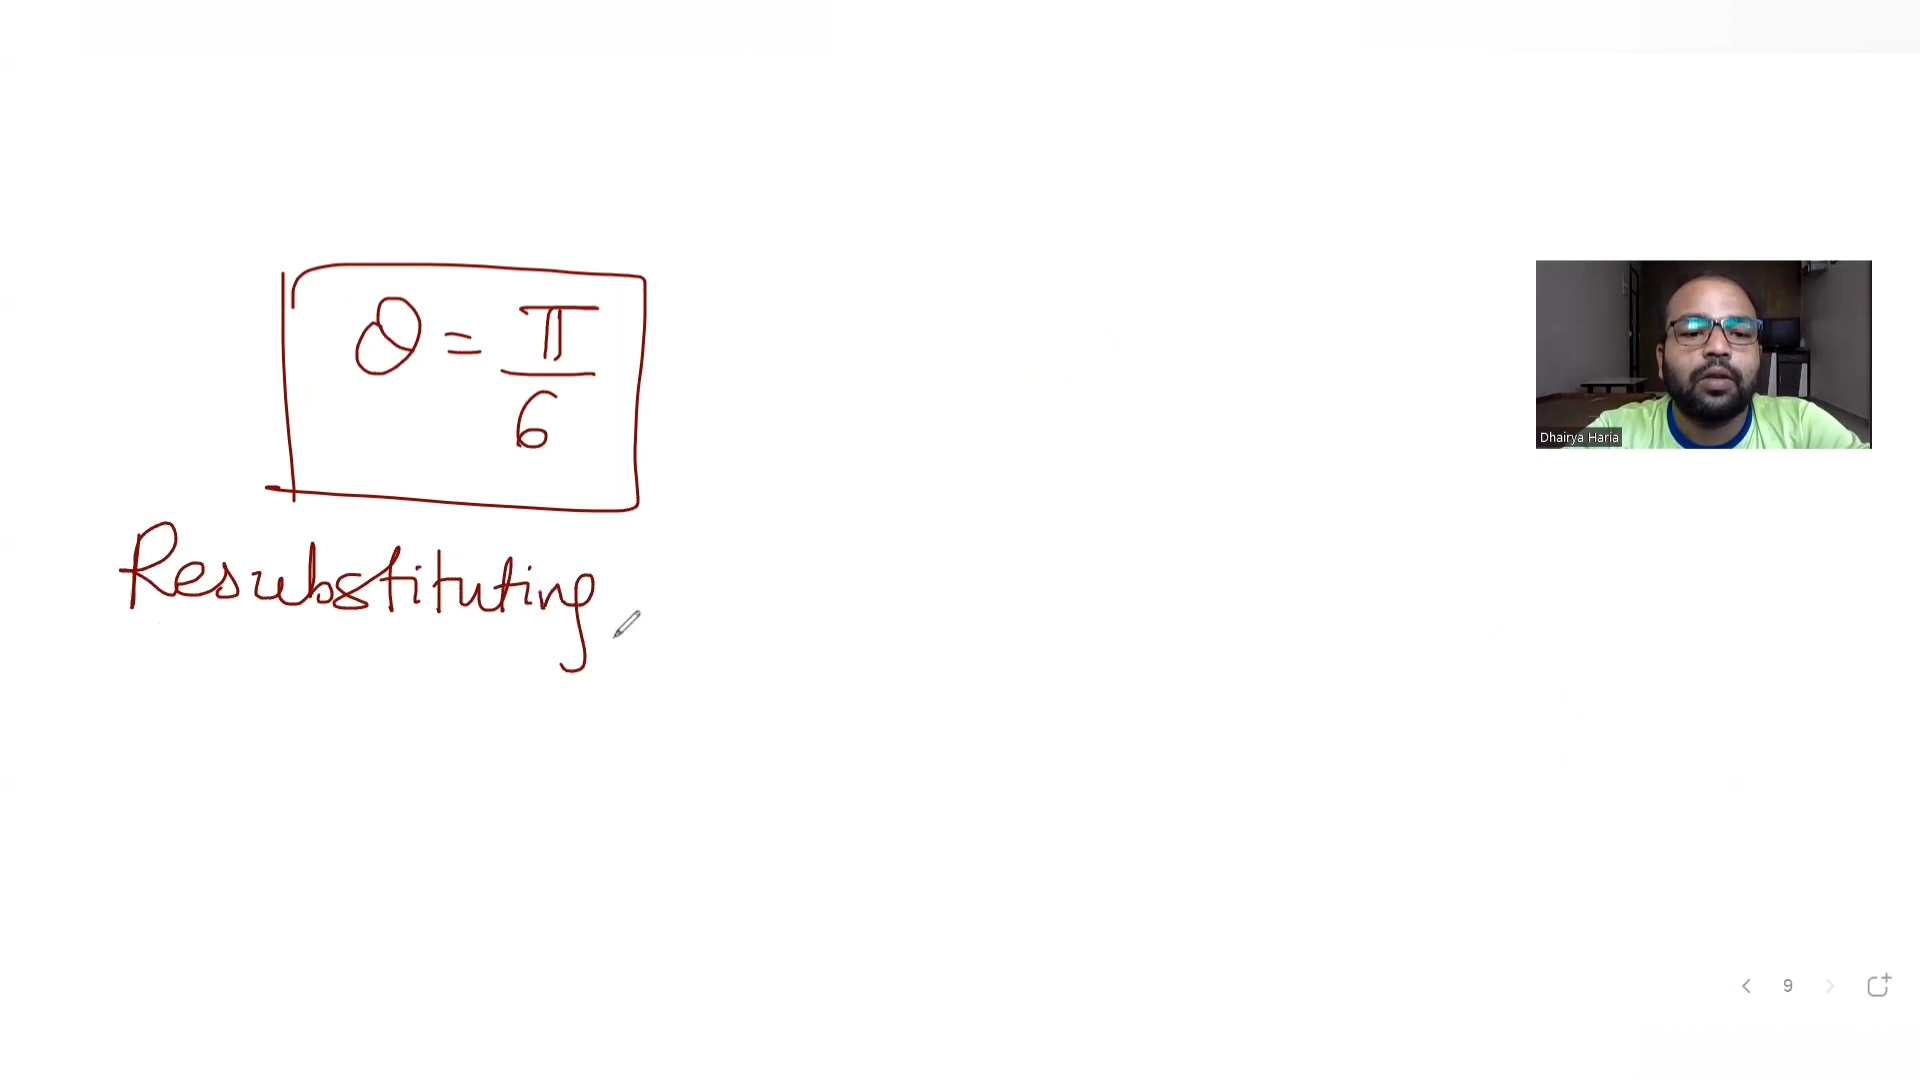 θ = π/6
Resubstituting
Dhairya Haria
9